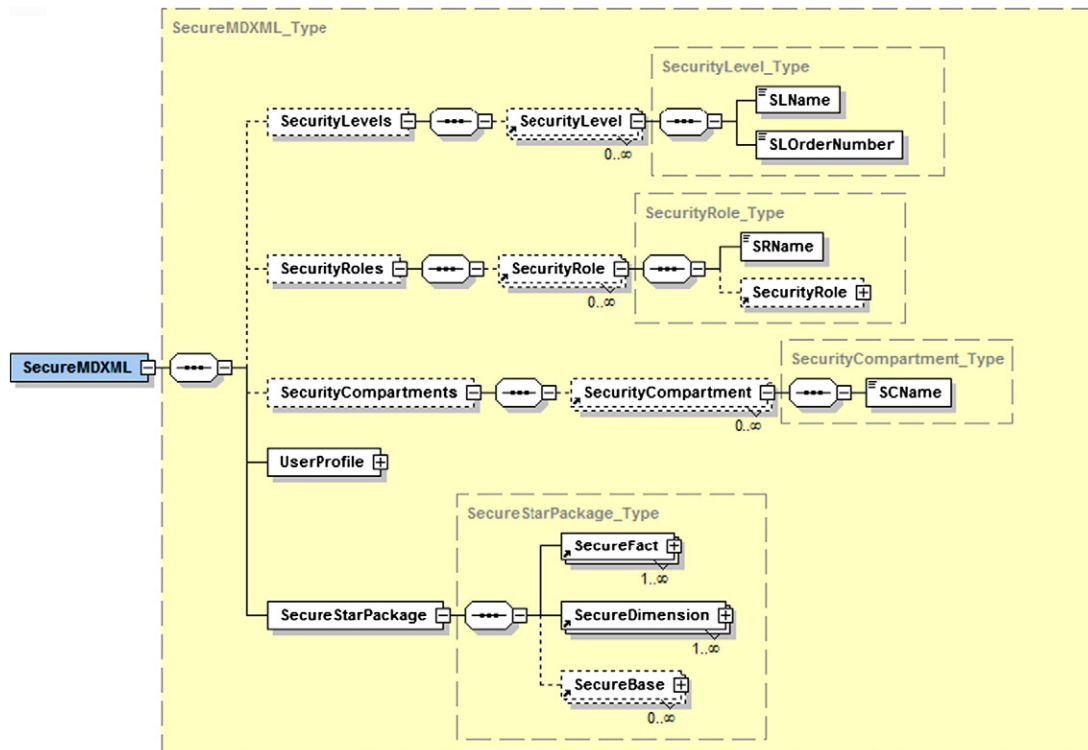 SecureMDXML_Type
SecurityLevel_Type
SLName
SecurityLevels
SecurityLevel
0..∞
SLOrderNumber
SecurityRole_Type
SRName
SecurityRoles
SecurityRole
0..∞
SecurityRole
SecureMDXML
SecurityCompartment_Type
SecurityCompartments
SecurityCompartment
0..∞
SCName
UserProfile
SecureStarPackage_Type
SecureFact
1..∞
SecureStarPackage
SecureDimension
1..∞
SecureBase
0..∞